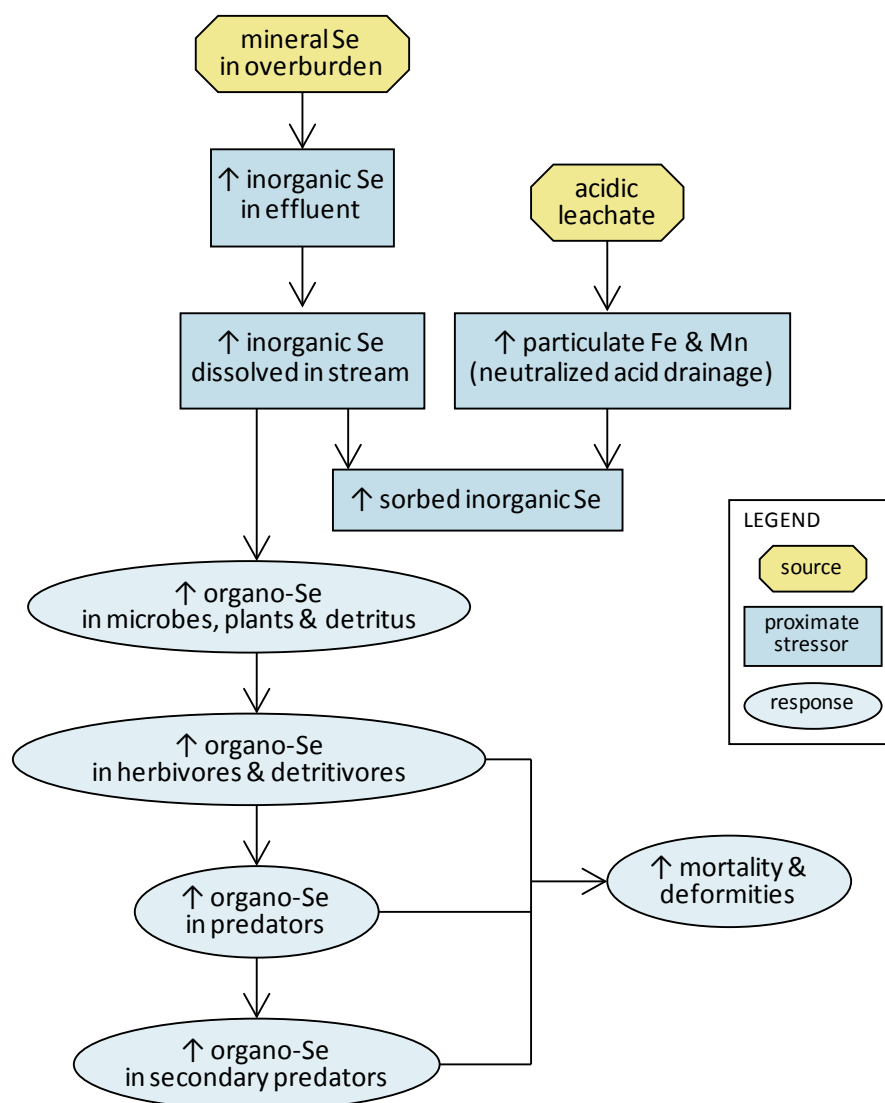 mineral Se
in overburden
↑ inorganic Se
in effluent
acidic
leachate
↑ inorganic Se
dissolved in stream
↑ particulate Fe & Mn
(neutralized acid drainage)
↑ sorbed inorganic Se
LEGEND
source
proximate
stressor
response
↑ organo-Se
in microbes, plants & detritus
↑ organo-Se
in herbivores & detritivores
↑ mortality &
deformities
↑ organo-Se
in predators
↑ organo-Se
in secondary predators